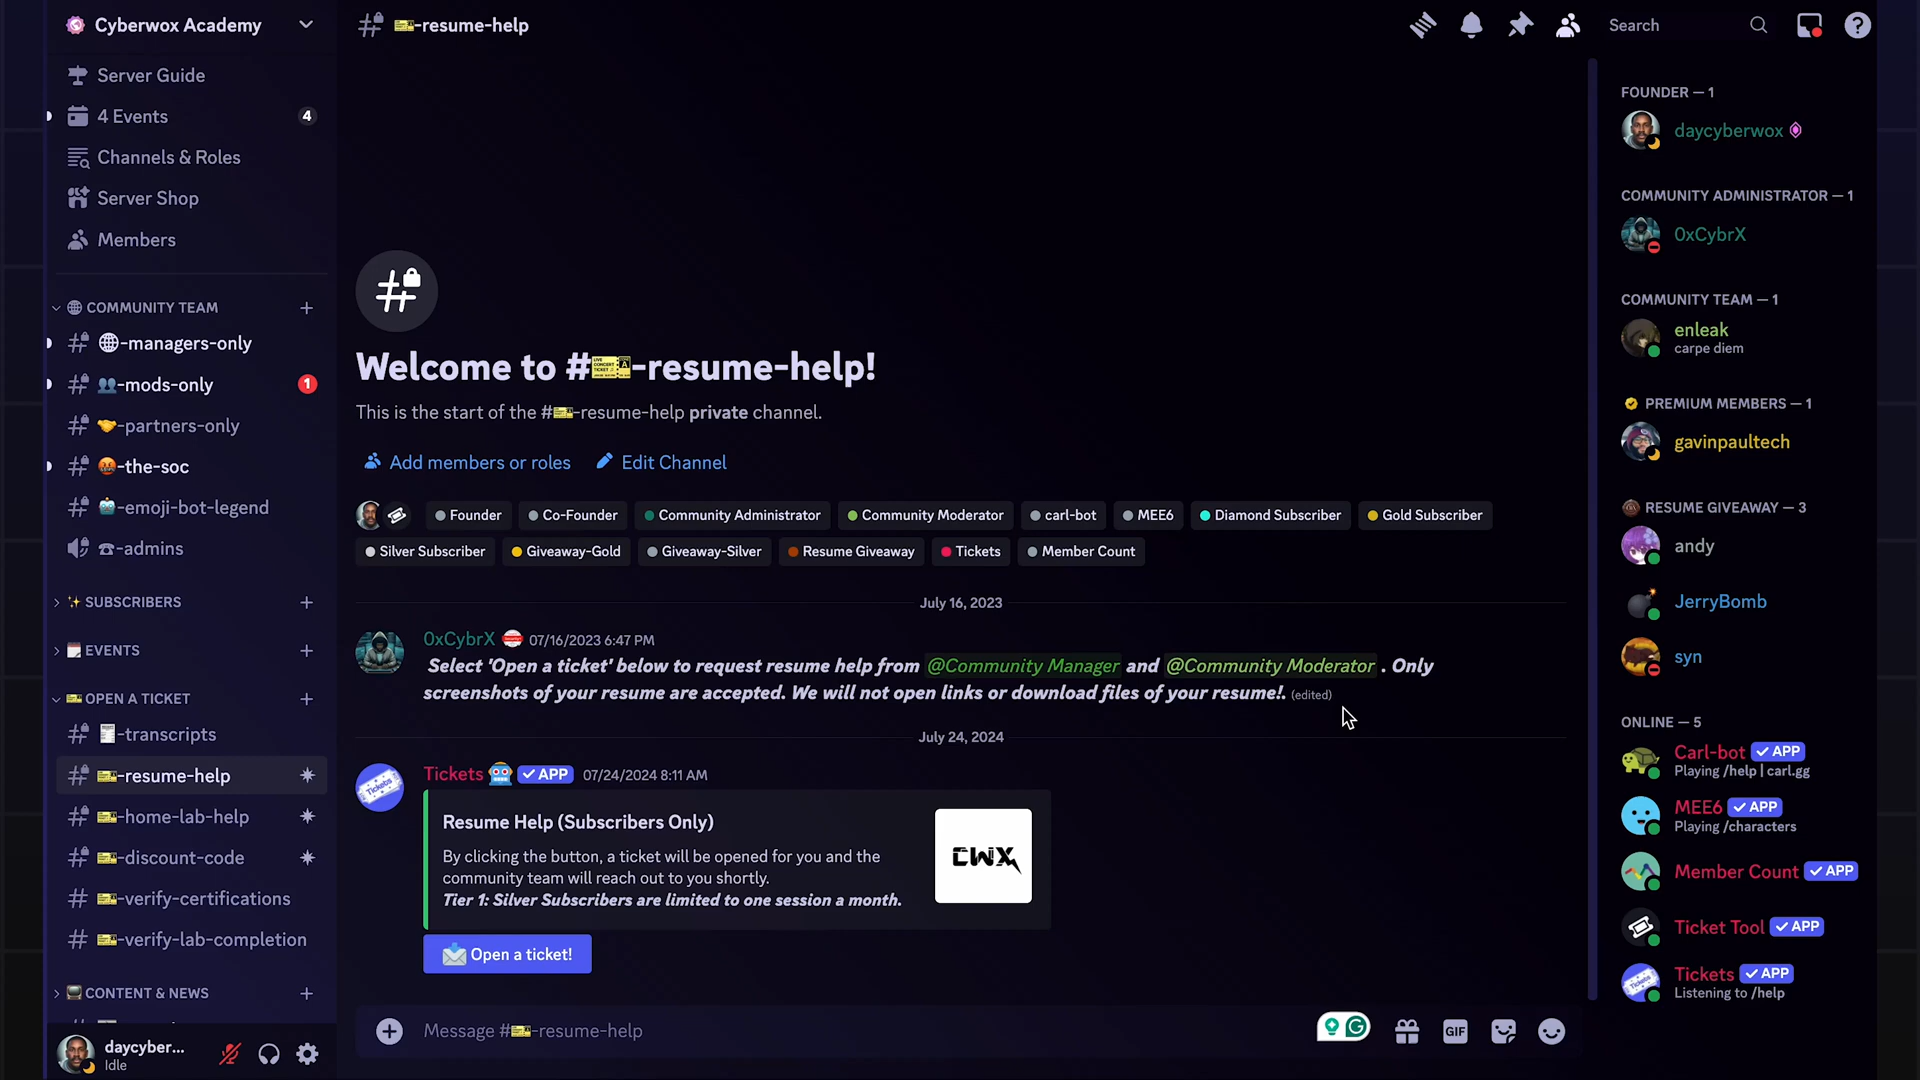 Cyberwox Academy
Server Guide
4 Events
4
Channels & Roles
Server Shop
Members
COMMUNITY TEAM
-managers-only
-mods-only
1
-partners-only
-the-soc
-emoji-bot-legend
-admins
SUBSCRIBERS
EVENTS
OPEN A TICKET
-transcripts
-resume-help
-home-lab-help
-discount-code
-verify-certifications
-verify-lab-completion
CONTENT & NEWS
daycyber...
Idle
-resume-help
Search
Welcome to #-resume-help!
This is the start of the #-resume-help private channel.
Add members or roles
Edit Channel
Founder
Co-Founder
Community Administrator
Community Moderator
carl-bot
MEE6
Diamond Subscriber
Gold Subscriber
Silver Subscriber
Giveaway-Gold
Giveaway-Silver
Resume Giveaway
Tickets
Member Count
July 16, 2023
0xCybrX 07/16/2023 6:47 PM
Select 'Open a ticket' below to request resume help from @Community Manager and @Community Moderator . Only
screenshots of your resume are accepted. We will not open links or download files of your resume!. (edited)
July 24, 2024
Tickets ✓ APP 07/24/2024 8:11 AM
Resume Help (Subscribers Only)
By clicking the button, a ticket will be opened for you and the
community team will reach out to you shortly.
Tier 1: Silver Subscribers are limited to one session a month.
CWX
Open a ticket!
Message #-resume-help
GIF
FOUNDER — 1
daycyberwox
COMMUNITY ADMINISTRATOR — 1
0xCybrX
COMMUNITY TEAM — 1
enleak
carpe diem
PREMIUM MEMBERS — 1
gavinpaultech
RESUME GIVEAWAY — 3
andy
JerryBomb
syn
ONLINE — 5
Carl-bot ✓ APP
Playing /help | carl.gg
MEE6 ✓ APP
Playing /characters
Member Count ✓ APP
Ticket Tool ✓ APP
Tickets ✓ APP
Listening to /help